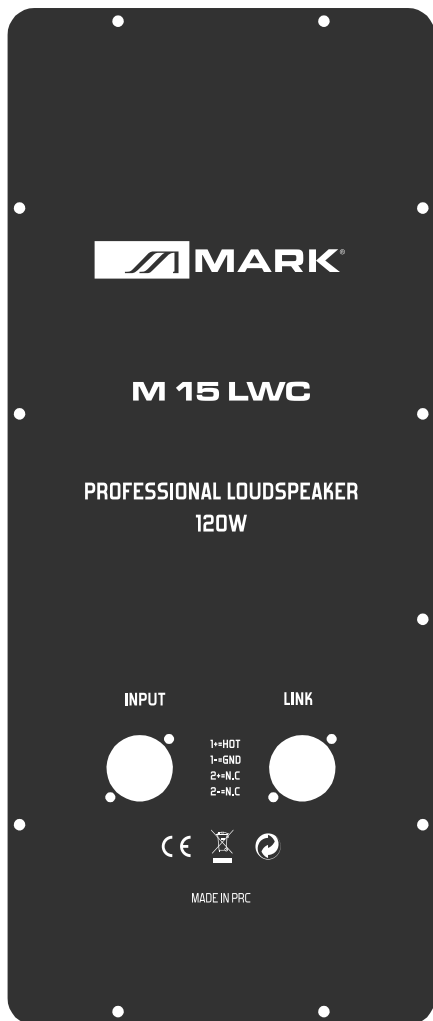 MARK®
M 15 LWC
PROFESSIONAL LOUDSPEAKER
120W
INPUT
LINK
1+=HOT
1-=GND
2+=N.C
2-=N.C
CE
MADE IN PRC